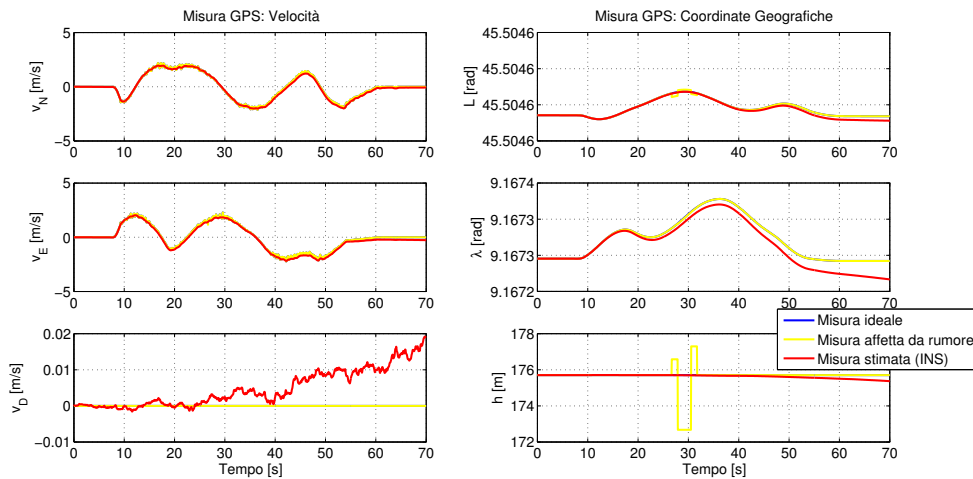 Misura GPS: Velocità
5
0
−5
v_N [m/s]
0 10 20 30 40 50 60 70
5
0
−5
v_E [m/s]
0 10 20 30 40 50 60 70
0.02
0.01
0
−0.01
v_D [m/s]
0 10 20 30 40 50 60 70
Tempo [s]
Misura GPS: Coordinate Geografiche
45.5046
45.5046
45.5046
45.5046
L [rad]
0 10 20 30 40 50 60 70
9.1674
9.1673
9.1673
9.1672
λ [rad]
0 10 20 30 40 50 60 70
Misura ideale
Misura affetta da rumore
Misura stimata (INS)
178
176
174
172
h [m]
0 10 20 30 40 50 60 70
Tempo [s]